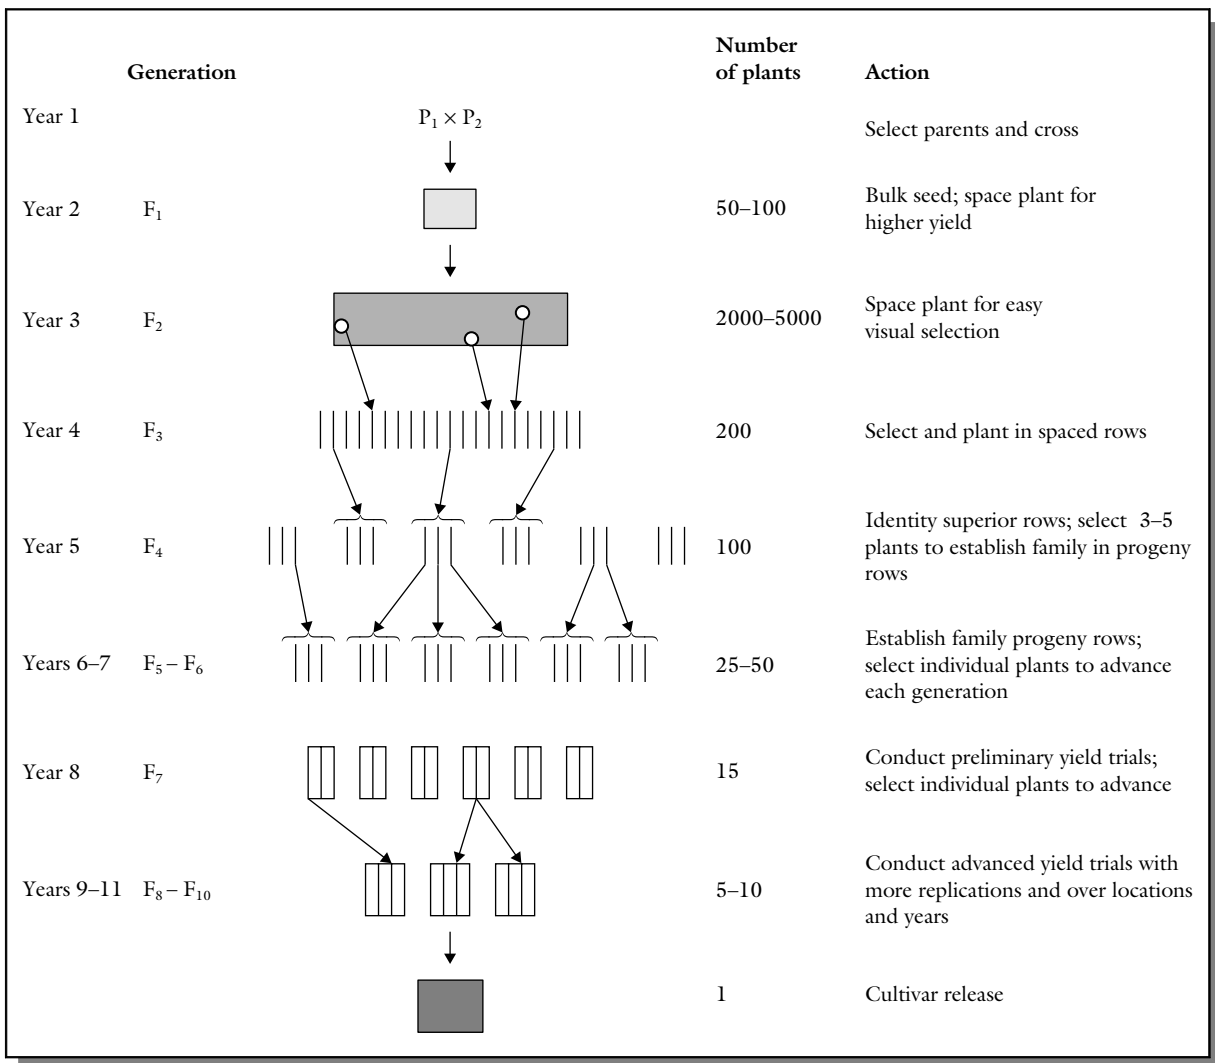 Generation
Number
of plants
Action
Year 1
P₁ × P₂
Select parents and cross
Year 2
F₁
50–100
Bulk seed; space plant for
higher yield
Year 3
F₂
2000–5000
Space plant for easy
visual selection
Year 4
F₃
200
Select and plant in spaced rows
Year 5
F₄
100
Identity superior rows; select 3–5
plants to establish family in progeny
rows
Years 6–7
F₅ – F₆
25–50
Establish family progeny rows;
select individual plants to advance
each generation
Year 8
F₇
15
Conduct preliminary yield trials;
select individual plants to advance
Years 9–11
F₈ – F₁₀
5–10
Conduct advanced yield trials with
more replications and over locations
and years
1
Cultivar release